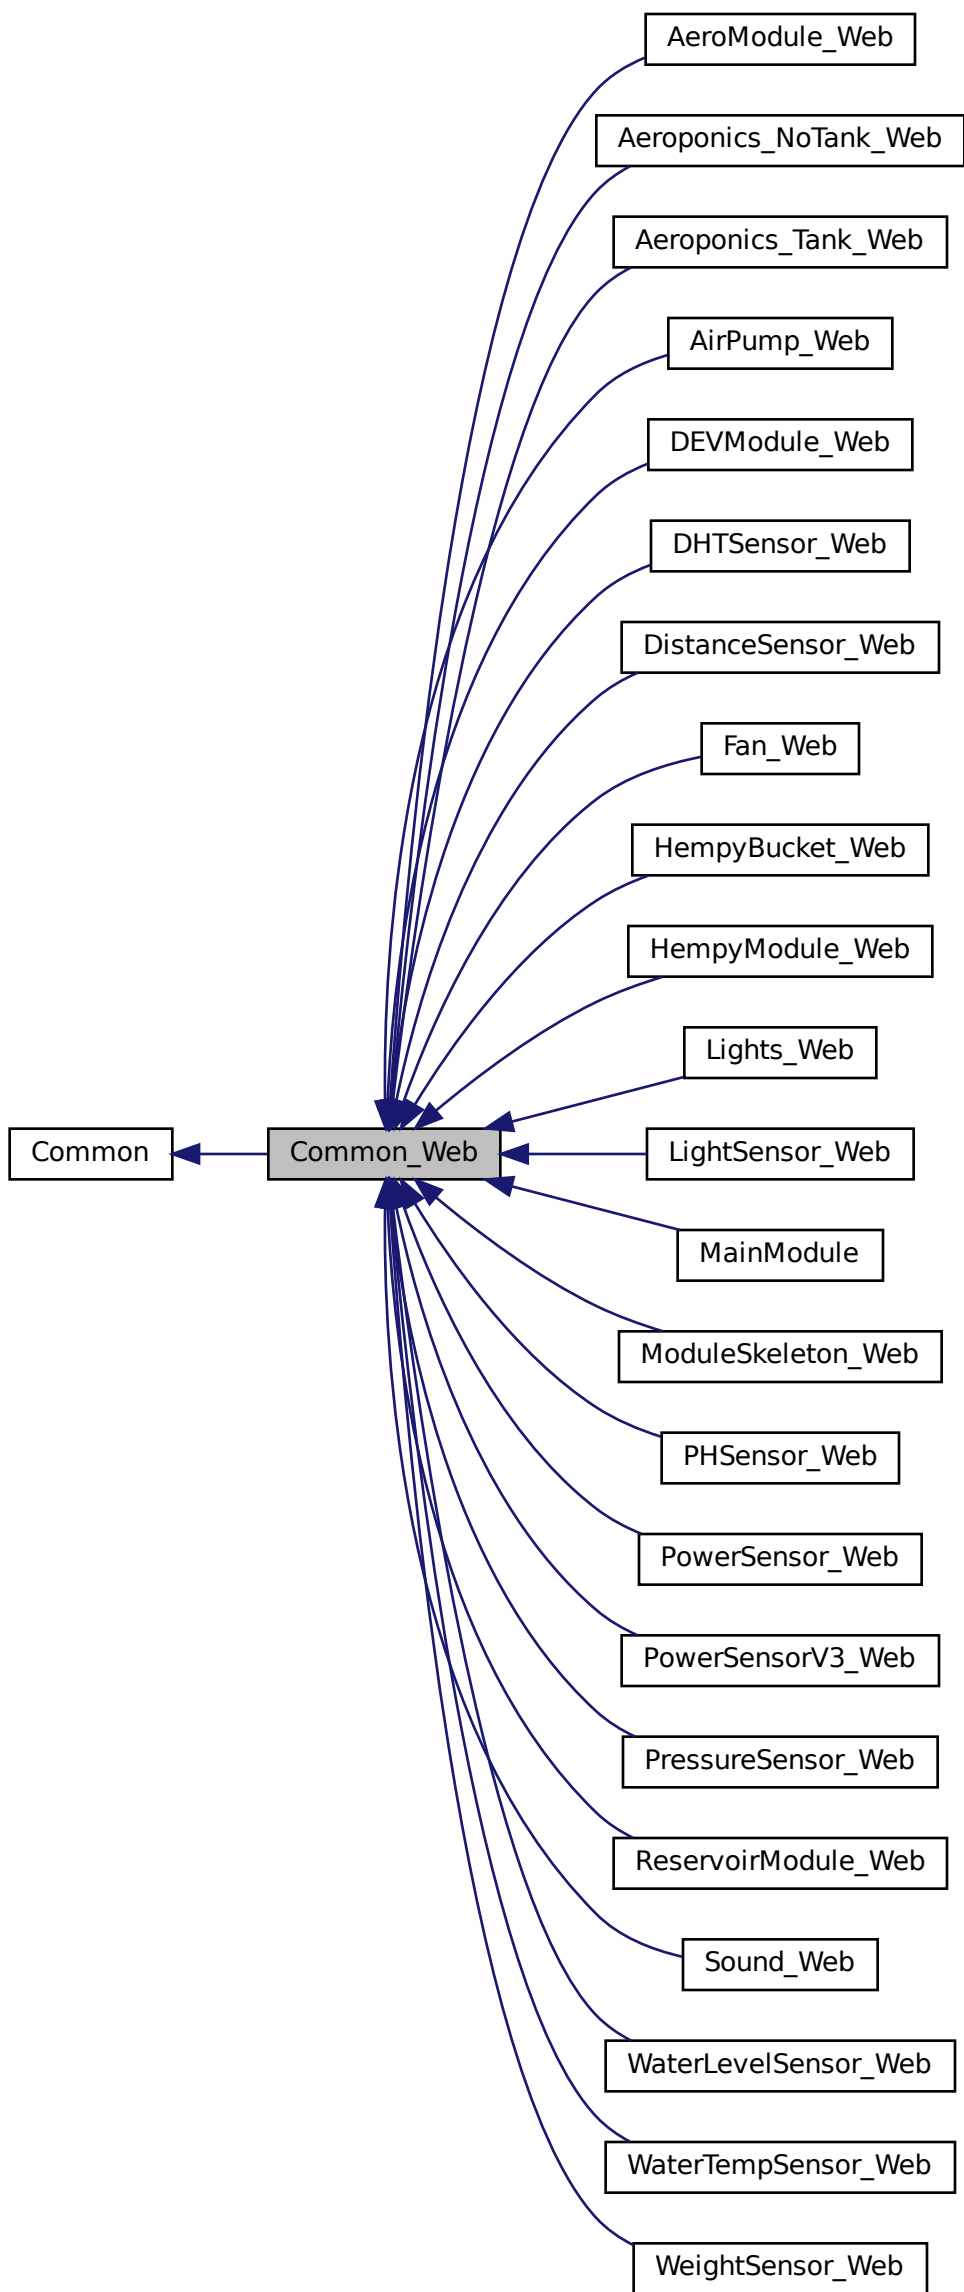 AeroModule_Web
Aeroponics_NoTank_Web
Aeroponics_Tank_Web
AirPump_Web
DEVModule_Web
DHTSensor_Web
DistanceSensor_Web
Fan_Web
HempyBucket_Web
HempyModule_Web
Lights_Web
Common
Common_Web
LightSensor_Web
MainModule
ModuleSkeleton_Web
PHSensor_Web
PowerSensor_Web
PowerSensorV3_Web
PressureSensor_Web
ReservoirModule_Web
Sound_Web
WaterLevelSensor_Web
WaterTempSensor_Web
WeightSensor_Web